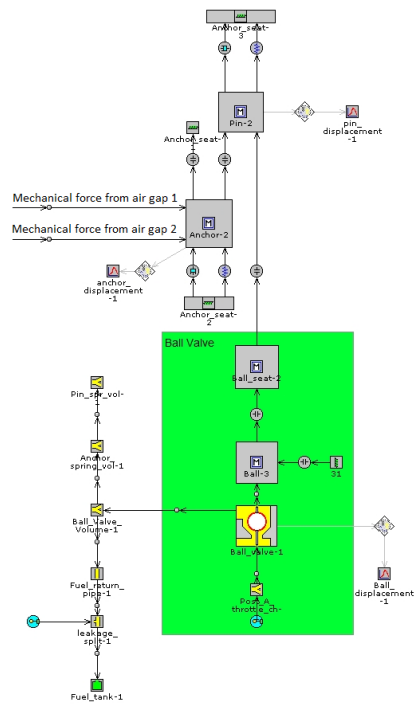 Anchor_seat-
3
Pin-2
pin_
displacement
-1
Anchor_seat-
1
Mechanical force from air gap 1
Mechanical force from air gap 2
Anchor-2
anchor_
displacement
-1
Anchor_seat-
2
Ball Valve
Ball_seat-2
Pin_spr_vol-
1
Anchor_
spring_vol-1
Ball-3
31
Ball_Valve_
Volume-1
Ball_valve-1
Fuel_return_
pipe-1
Ball_
displacement
-1
throttle_ch-
leakage_
split-1
Fuel_tank-1